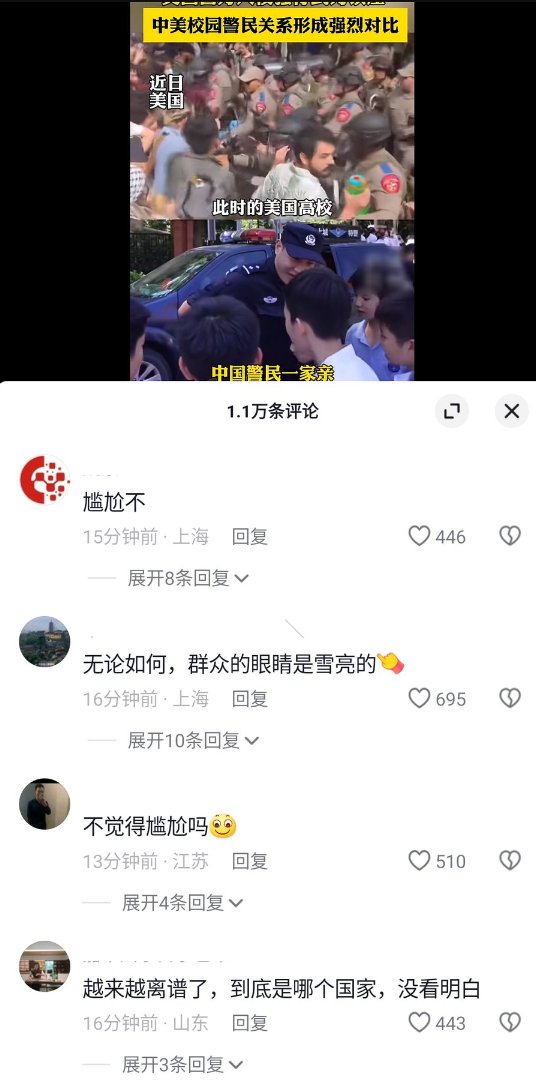 中美校园警民关系形成强烈对比
近日
美国
此时的美国高校
中国警民一家亲
1.1万条评论
尴尬不
15分钟前 · 上海 回复
446
展开8条回复
无论如何，群众的眼睛是雪亮的👈
16分钟前 · 上海 回复
695
展开10条回复
不觉得尴尬吗
13分钟前 · 江苏 回复
510
展开4条回复
越来越离谱了，到底是哪个国家，没看明白
16分钟前 · 山东 回复
443
展开3条回复